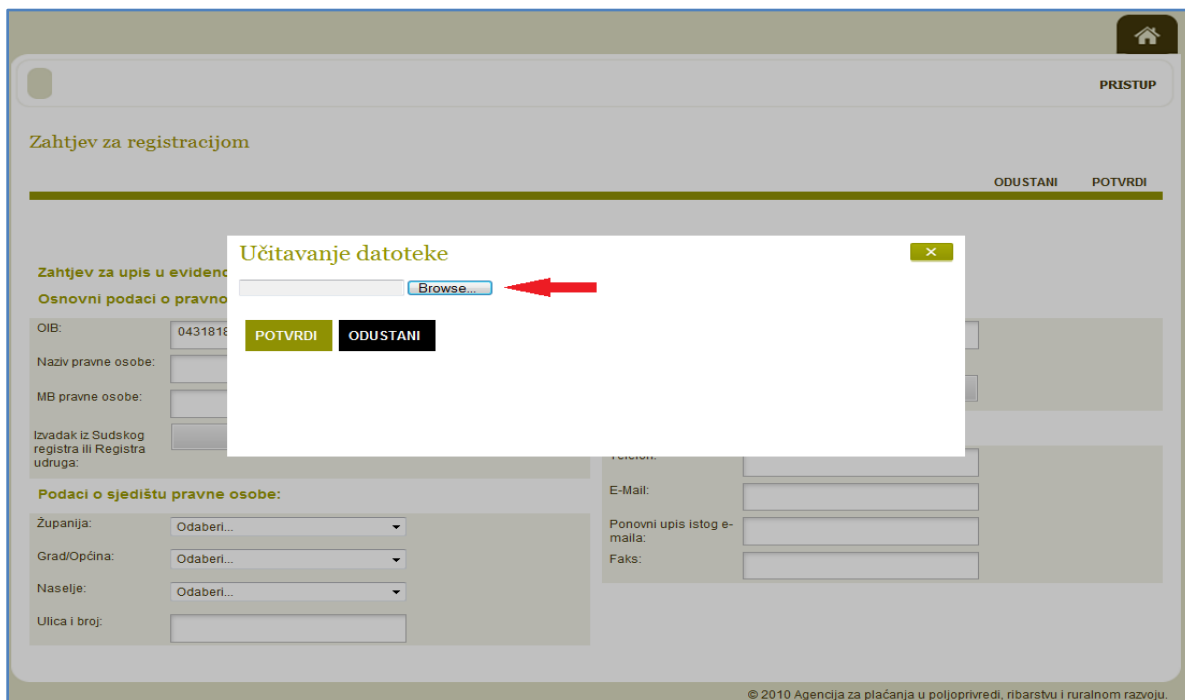 PRISTUP
Zahtjev za registracijom
ODUSTANI POTVRDI
Učitavanje datoteke
×
Browse...
POTVRDI ODUSTANI
Zahtjev za upis u
Osnovni podaci o
OIB:
Naziv pravne osobe:
MB pravne osobe:
Izvadak iz Sudskog
registra ili Registra
udruga:
Podaci o sjedištu pravne osobe:
Županija: Odaberi...
Grad/Općina: Odaberi...
Naselje: Odaberi...
Ulica i broj:
Telefon:
E-Mail:
Ponovni upis istog e-
maila:
Faks:
© 2010 Agencija za plaćanja u poljoprivredi, ribarstvu i ruralnom razvoju.